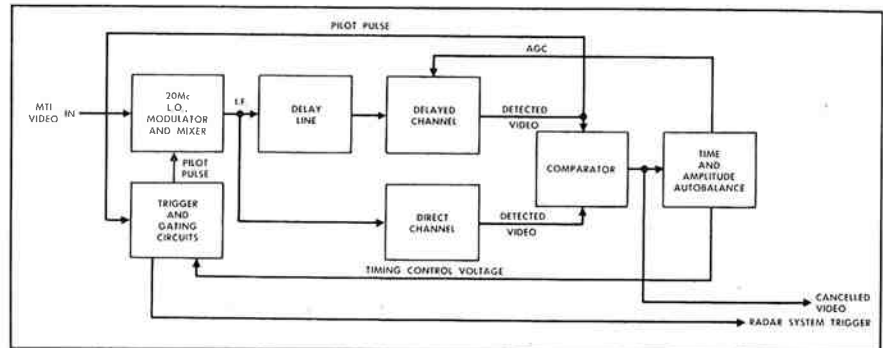 PILOT PULSE
AGC
MTI
VIDEO IN
20Mc
L.O.,
MODULATOR
AND MIXER
I.F.
DELAY
LINE
DELAYED
CHANNEL
DETECTED
VIDEO
PILOT
PULSE
COMPARATOR
TIME
AND
AMPLITUDE
AUTOBALANCE
TRIGGER
AND
GATING
CIRCUITS
DIRECT
CHANNEL
DETECTED
VIDEO
TIMING CONTROL VOLTAGE
CANCELLED
VIDEO
RADAR SYSTEM TRIGGER